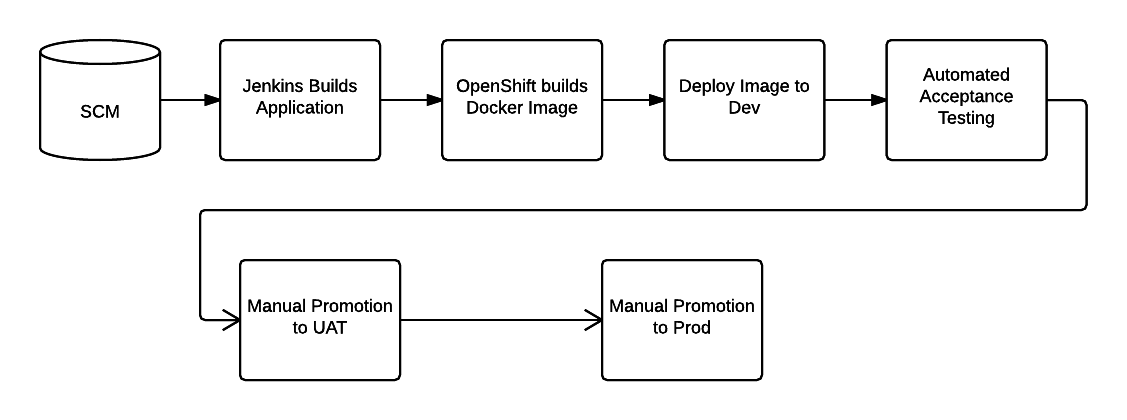 SCM
Jenkins Builds
Application
OpenShift builds
Docker Image
Deploy Image to
Dev
Automated
Acceptance
Testing
Manual Promotion
to UAT
Manual Promotion
to Prod